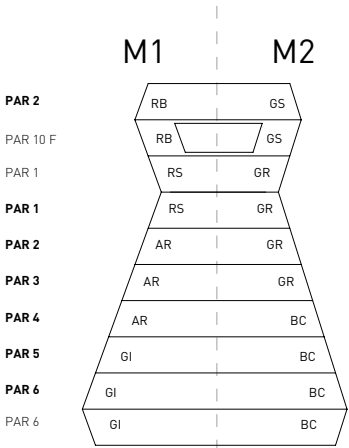 M1 M2
PAR 2 RB GS
PAR 10 F RB GS
PAR 1 RS GR
PAR 1 RS GR
PAR 2 AR GR
PAR 3 AR GR
PAR 4 AR BC
PAR 5 GI BC
PAR 6 GI BC
PAR 6 GI BC